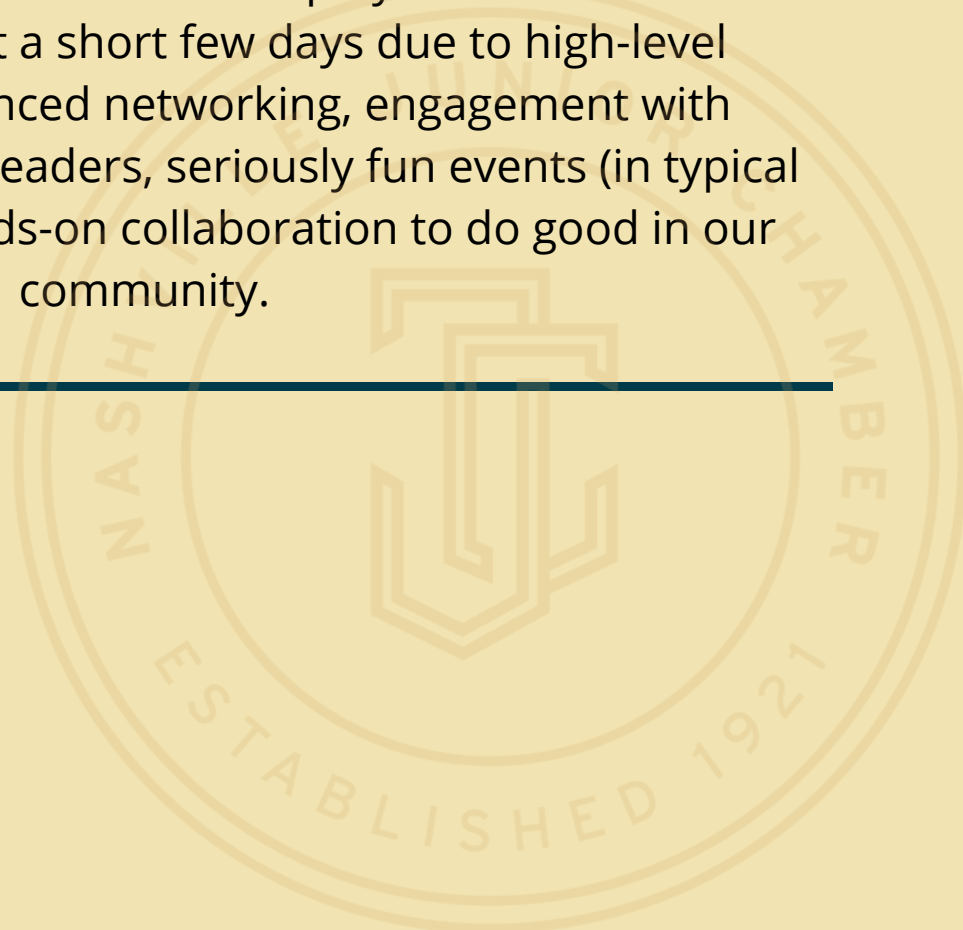 t a short few days due to high-level
nced networking, engagement with
eaders, seriously fun events (in typical
ds-on collaboration to do good in our
community.
NASHVILLE JUNIOR CHAMBER
ESTABLISHED 1921